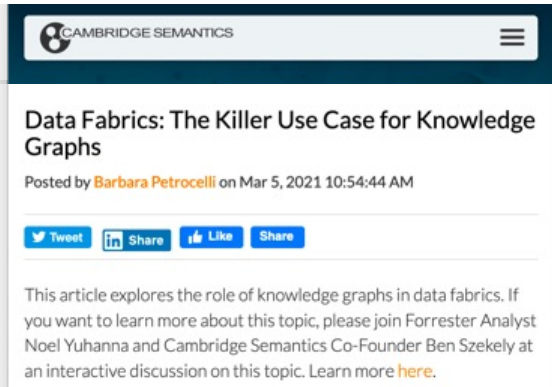 CAMBRIDGE SEMANTICS
Data Fabrics: The Killer Use Case for Knowledge
Graphs
Posted by Barbara Petrocelli on Mar 5, 2021 10:54:44 AM
Tweet in Share Like Share
This article explores the role of knowledge graphs in data fabrics. If
you want to learn more about this topic, please join Forrester Analyst
Noel Yuhanna and Cambridge Semantics Co-Founder Ben Szekely at
an interactive discussion on this topic. Learn more here.